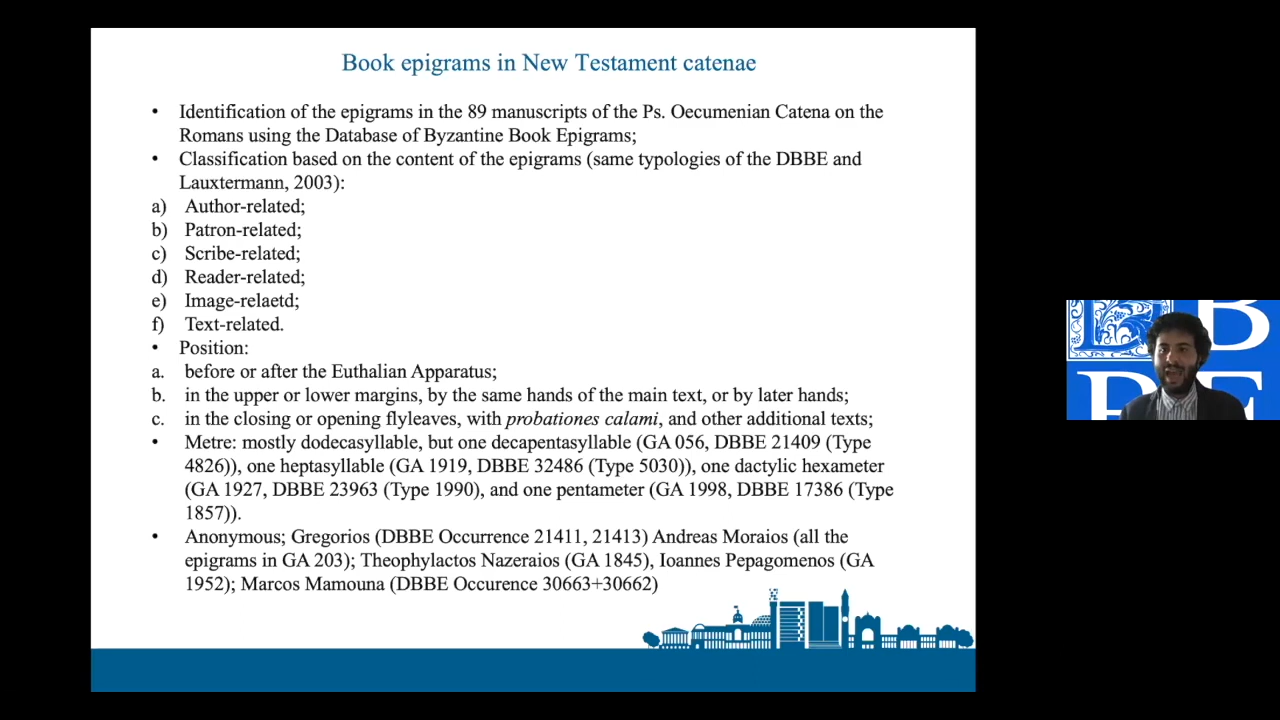 Book epigrams in New Testament catenae
• Identification of the epigrams in the 89 manuscripts of the Ps. Oecumenian Catena on the
Romans using the Database of Byzantine Book Epigrams;
• Classification based on the content of the epigrams (same typologies of the DBBE and
Lauxtermann, 2003):
a) Author-related;
b) Patron-related;
c) Scribe-related;
d) Reader-related;
e) Image-relaetd;
f) Text-related.
• Position:
a. before or after the Euthalian Apparatus;
b. in the upper or lower margins, by the same hands of the main text, or by later hands;
c. in the closing or opening flyleaves, with probationes calami, and other additional texts;
• Metre: mostly dodecasyllable, but one decapentasyllable (GA 056, DBBE 21409 (Type
4826)), one heptasyllable (GA 1919, DBBE 32486 (Type 5030)), one dactylic hexameter
(GA 1927, DBBE 23963 (Type 1990), and one pentameter (GA 1998, DBBE 17386 (Type
1857)).
• Anonymous; Gregorios (DBBE Occurrence 21411, 21413) Andreas Moraios (all the
epigrams in GA 203); Theophylactos Nazeraios (GA 1845), Ioannes Pepagomenos (GA
1952); Marcos Mamouna (DBBE Occurence 30663+30662)
D B
B E